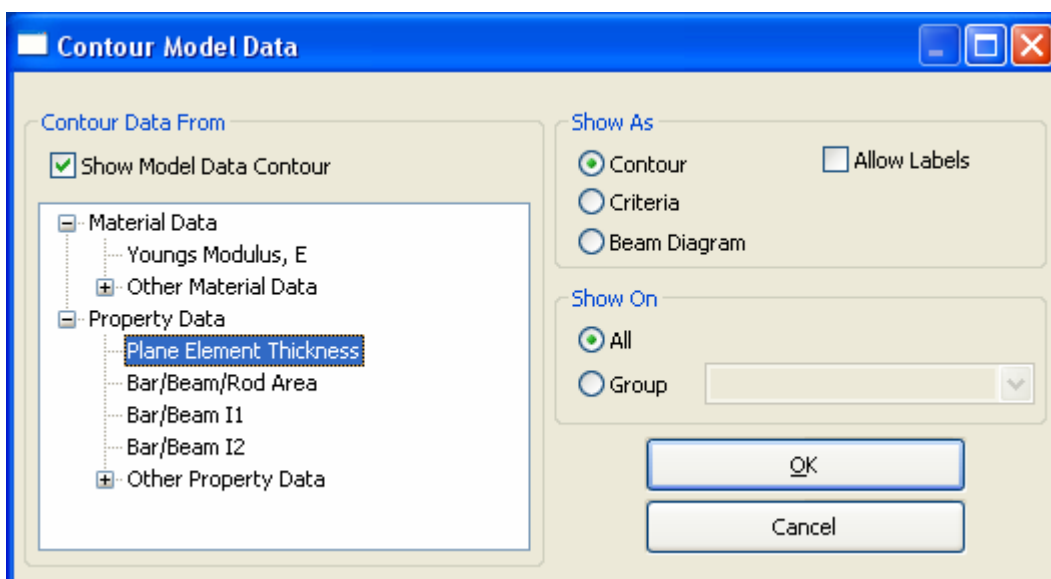 Contour Model Data
Contour Data From
Show Model Data Contour
Material Data
Youngs Modulus, E
Other Material Data
Property Data
Plane Element Thickness
Bar/Beam/Rod Area
Bar/Beam I1
Bar/Beam I2
Other Property Data
Show As
Contour
Allow Labels
Criteria
Beam Diagram
Show On
All
Group
OK
Cancel